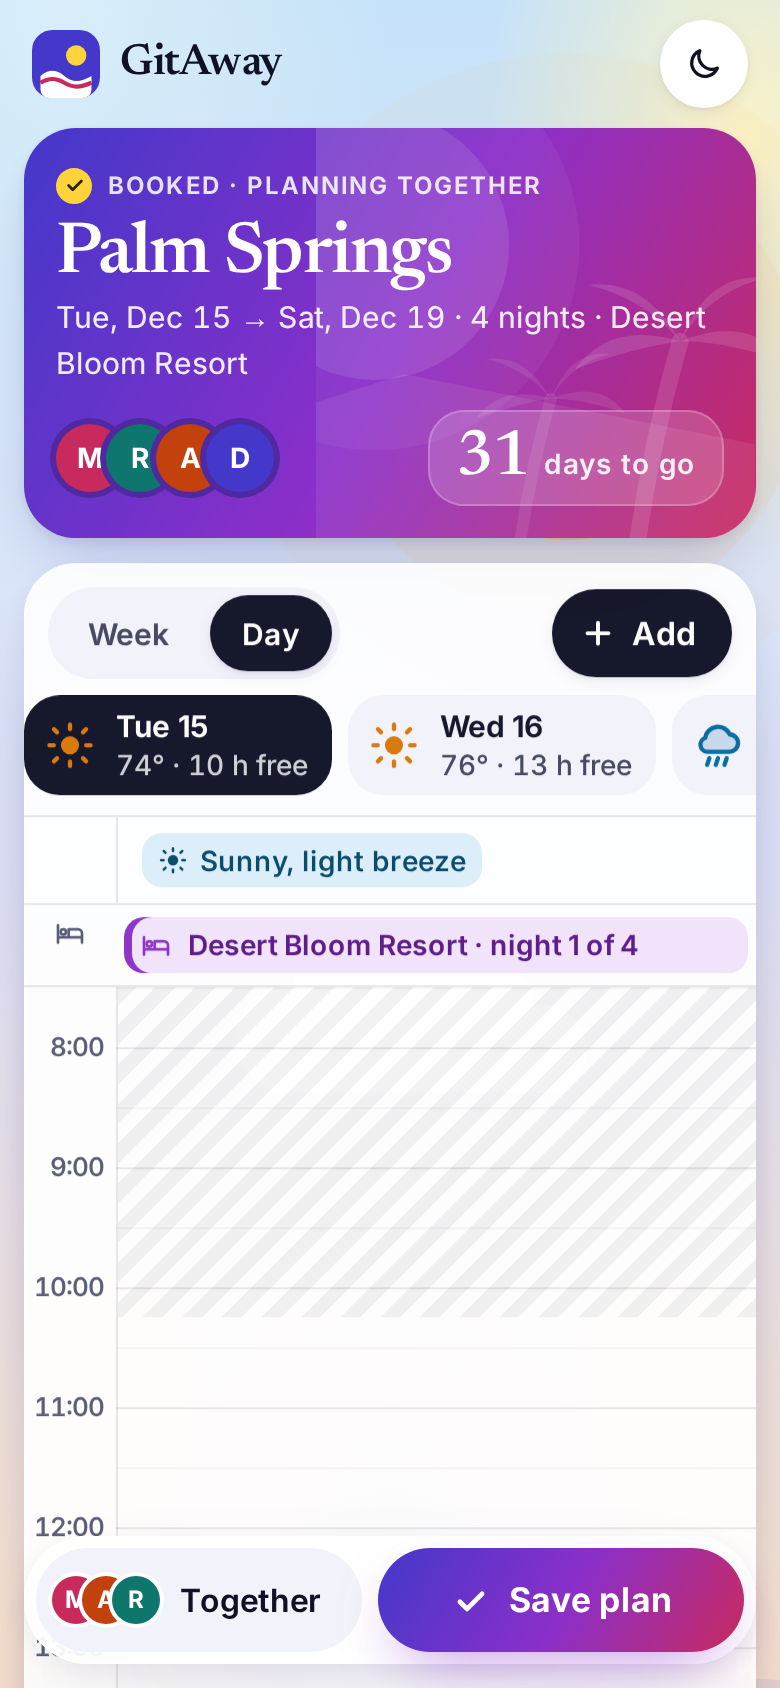 GitAway
BOOKED · PLANNING TOGETHER
Palm Springs
Tue, Dec 15 → Sat, Dec 19 · 4 nights · Desert
Bloom Resort
M R A D
31 days to go
Week Day + Add
Tue 15
74° · 10 h free
Wed 16
76° · 13 h free
Sunny, light breeze
Desert Bloom Resort · night 1 of 4
8:00
9:00
10:00
11:00
12:00
M A R Together
Save plan